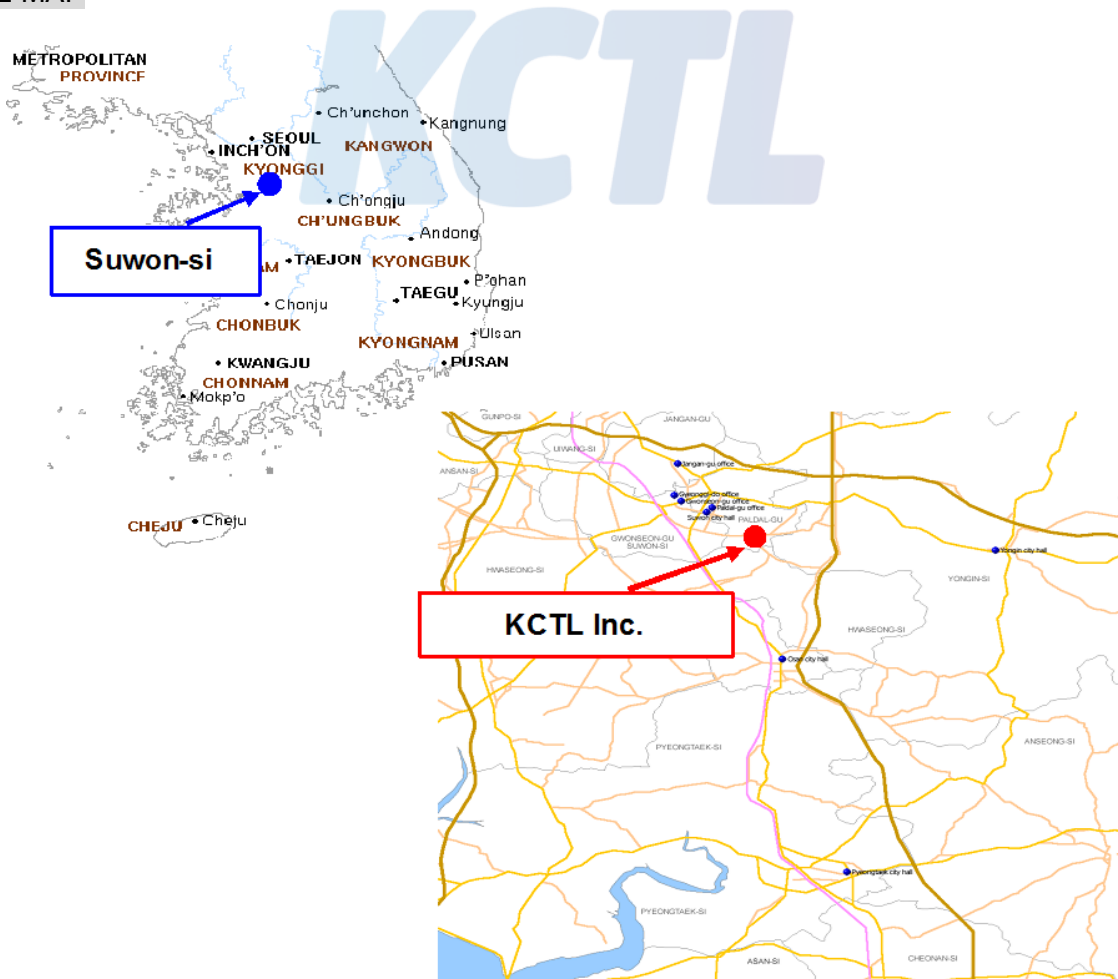 KCTL
METROPOLITAN
PROVINCE
Ch'unchon
Kangnung
SEOUL
KANGWON
INCH'ON
KYONGGI
Ch'ongju
CH'UNGBUK
Andong
Suwon-si
TAEJON
KYONGBUK
P'ohan
TAEGU
Kyungju
Chonju
CHONBUK
Ulsan
KYONGNAM
KWANGJU
PUSAN
CHONNAM
Mokp'o
CHEJU
Cheju
GUNPO-SI
JANGAN-GU
UIWANG-SI
ANSAN-SI
Jangan-gu office
Gyeonggi-do office
Gwonseon-gu office
Paldal-gu office
Suwon city hall
PALDAL-GU
GWONSEON-GU
SUWON-SI
Yongin city hall
HWASEONG-SI
YONGIN-SI
KCTL Inc.
HWASEONG-SI
Osan city hall
ANSEONG-SI
PYEONGTAEK-SI
Pyeongtaek city hall
PYEONGTAEK-SI
ASAN-SI
CHEONAN-SI